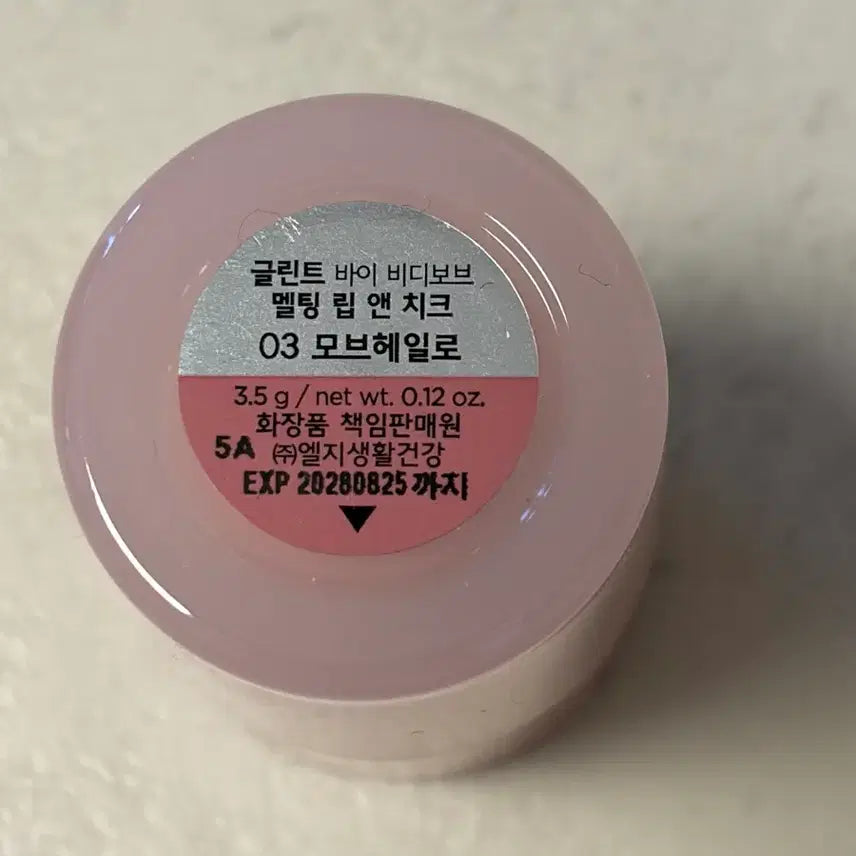 글린트 바이 비디보브
멜팅 립 앤 치크
03 모브헤일로
3.5 g / net wt. 0.12 oz.
화장품 책임판매원
5A ㈜엘지생활건강
EXP 20280825 까지